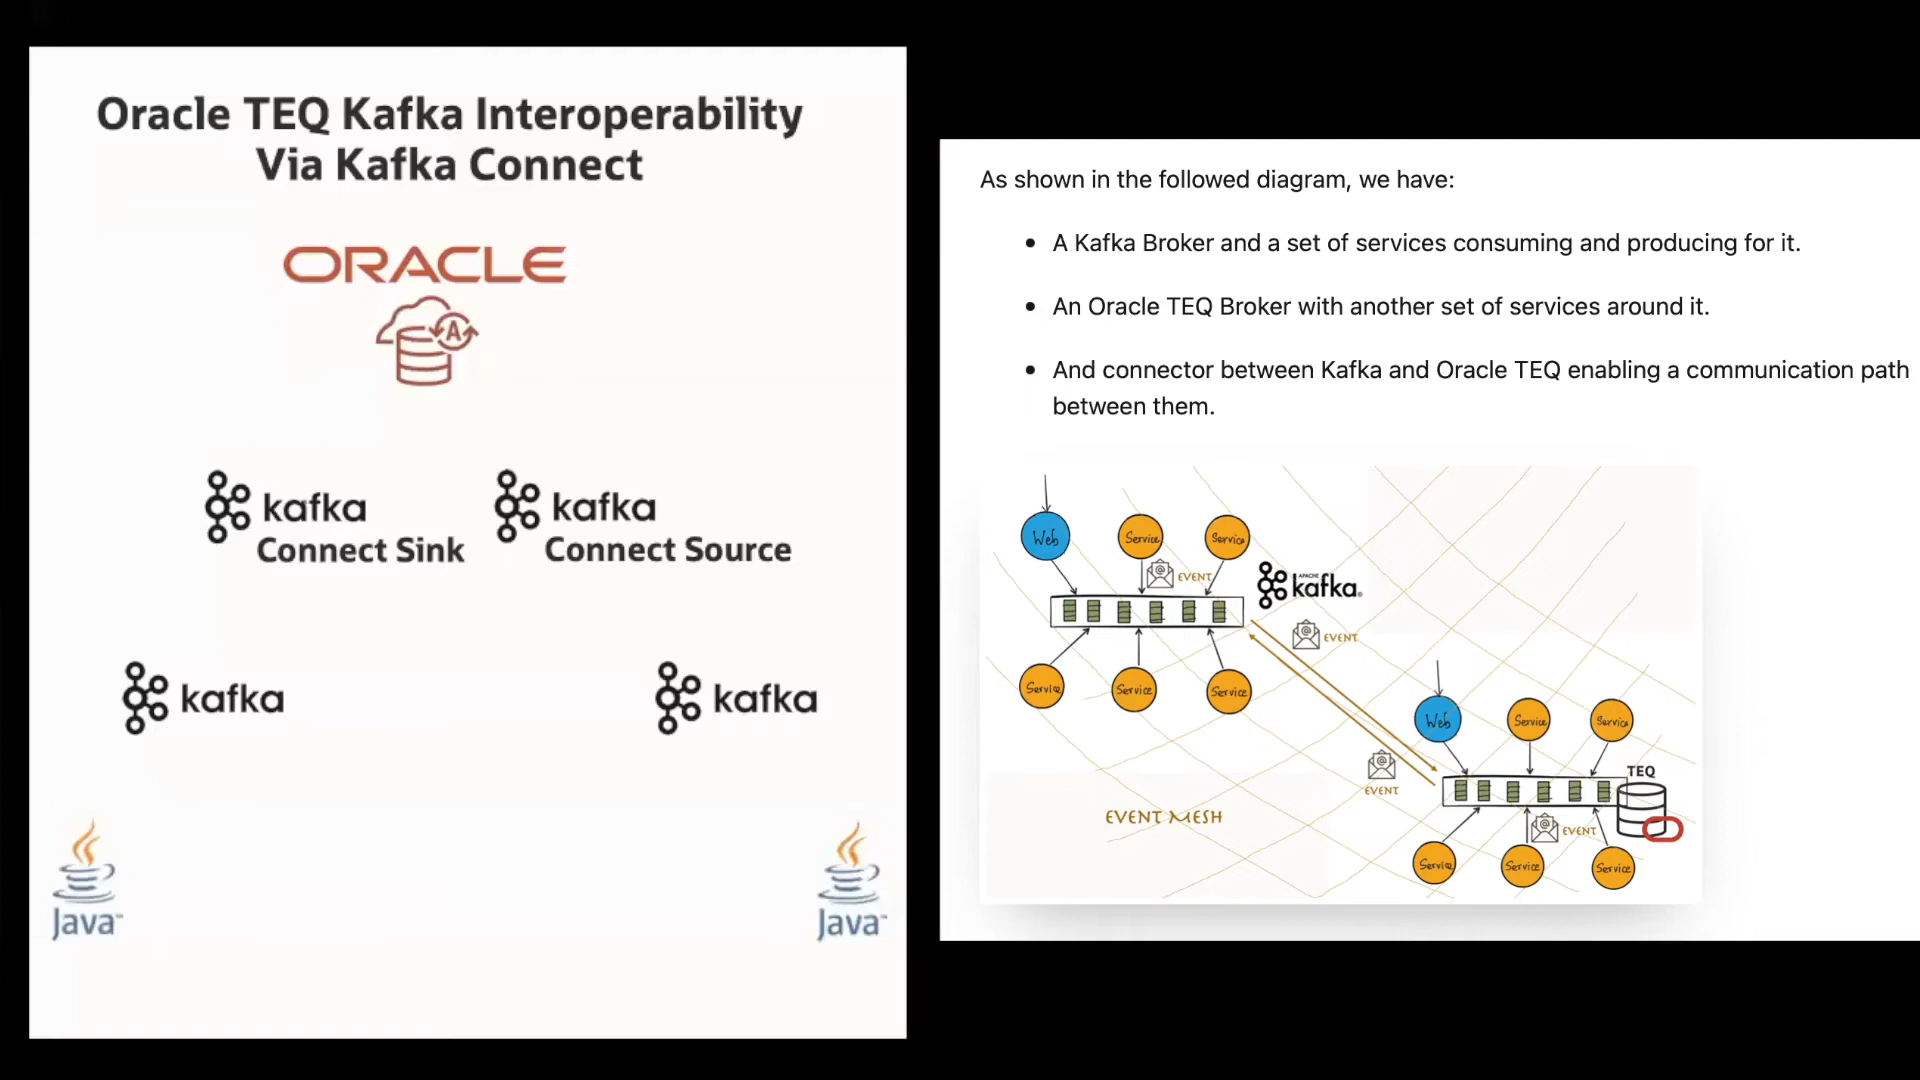 Oracle TEQ Kafka Interoperability
Via Kafka Connect
ORACLE
A
kafka
Connect Sink
kafka
Connect Source
kafka
kafka
Java™
Java™
As shown in the followed diagram, we have:
• A Kafka Broker and a set of services consuming and producing for it.
• An Oracle TEQ Broker with another set of services around it.
• And connector between Kafka and Oracle TEQ enabling a communication path
between them.
Web
Service
Service
EVENT
APACHE
kafka®
EVENT
Service
Service
Service
Web
Service
Service
EVENT
TEQ
EVENT MESH
EVENT
Service
Service
Service